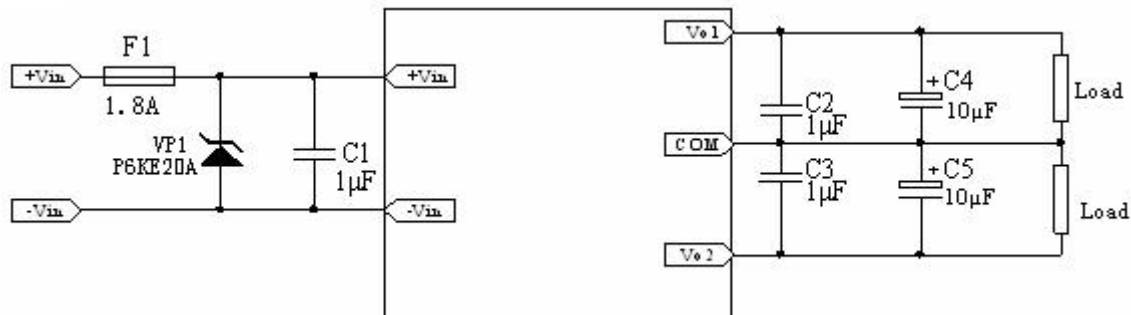 F1
+Vin
1.8A
VP1
P6KE20A
C1
1μF
-Vin
+Vin
-Vin
Vo1
COM
Vo2
C2
1μF
C3
1μF
+C4
10μF
+C5
10μF
Load
Load